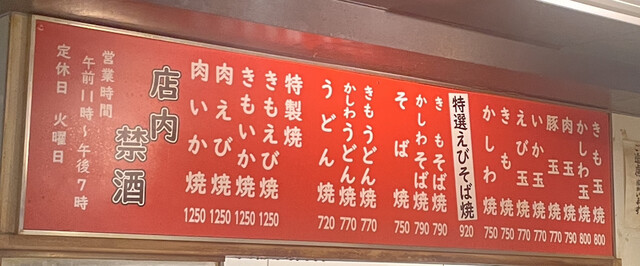 きも玉焼 800
かしわ玉焼 800
肉玉焼 790
豚玉焼 770
いか玉焼 770
えび玉焼 770
きも焼 750
かしわ焼 750
特選えびそば焼 920
きもそば焼 790
かしわそば焼 790
そば焼 750
きもうどん焼 770
かしわうどん焼 770
うどん焼 720
特製焼
きもえび焼 1250
きもいか焼 1250
肉えび焼 1250
肉いか焼 1250
店内禁酒
営業時間
午前11時〜午後7時
定休日 火曜日